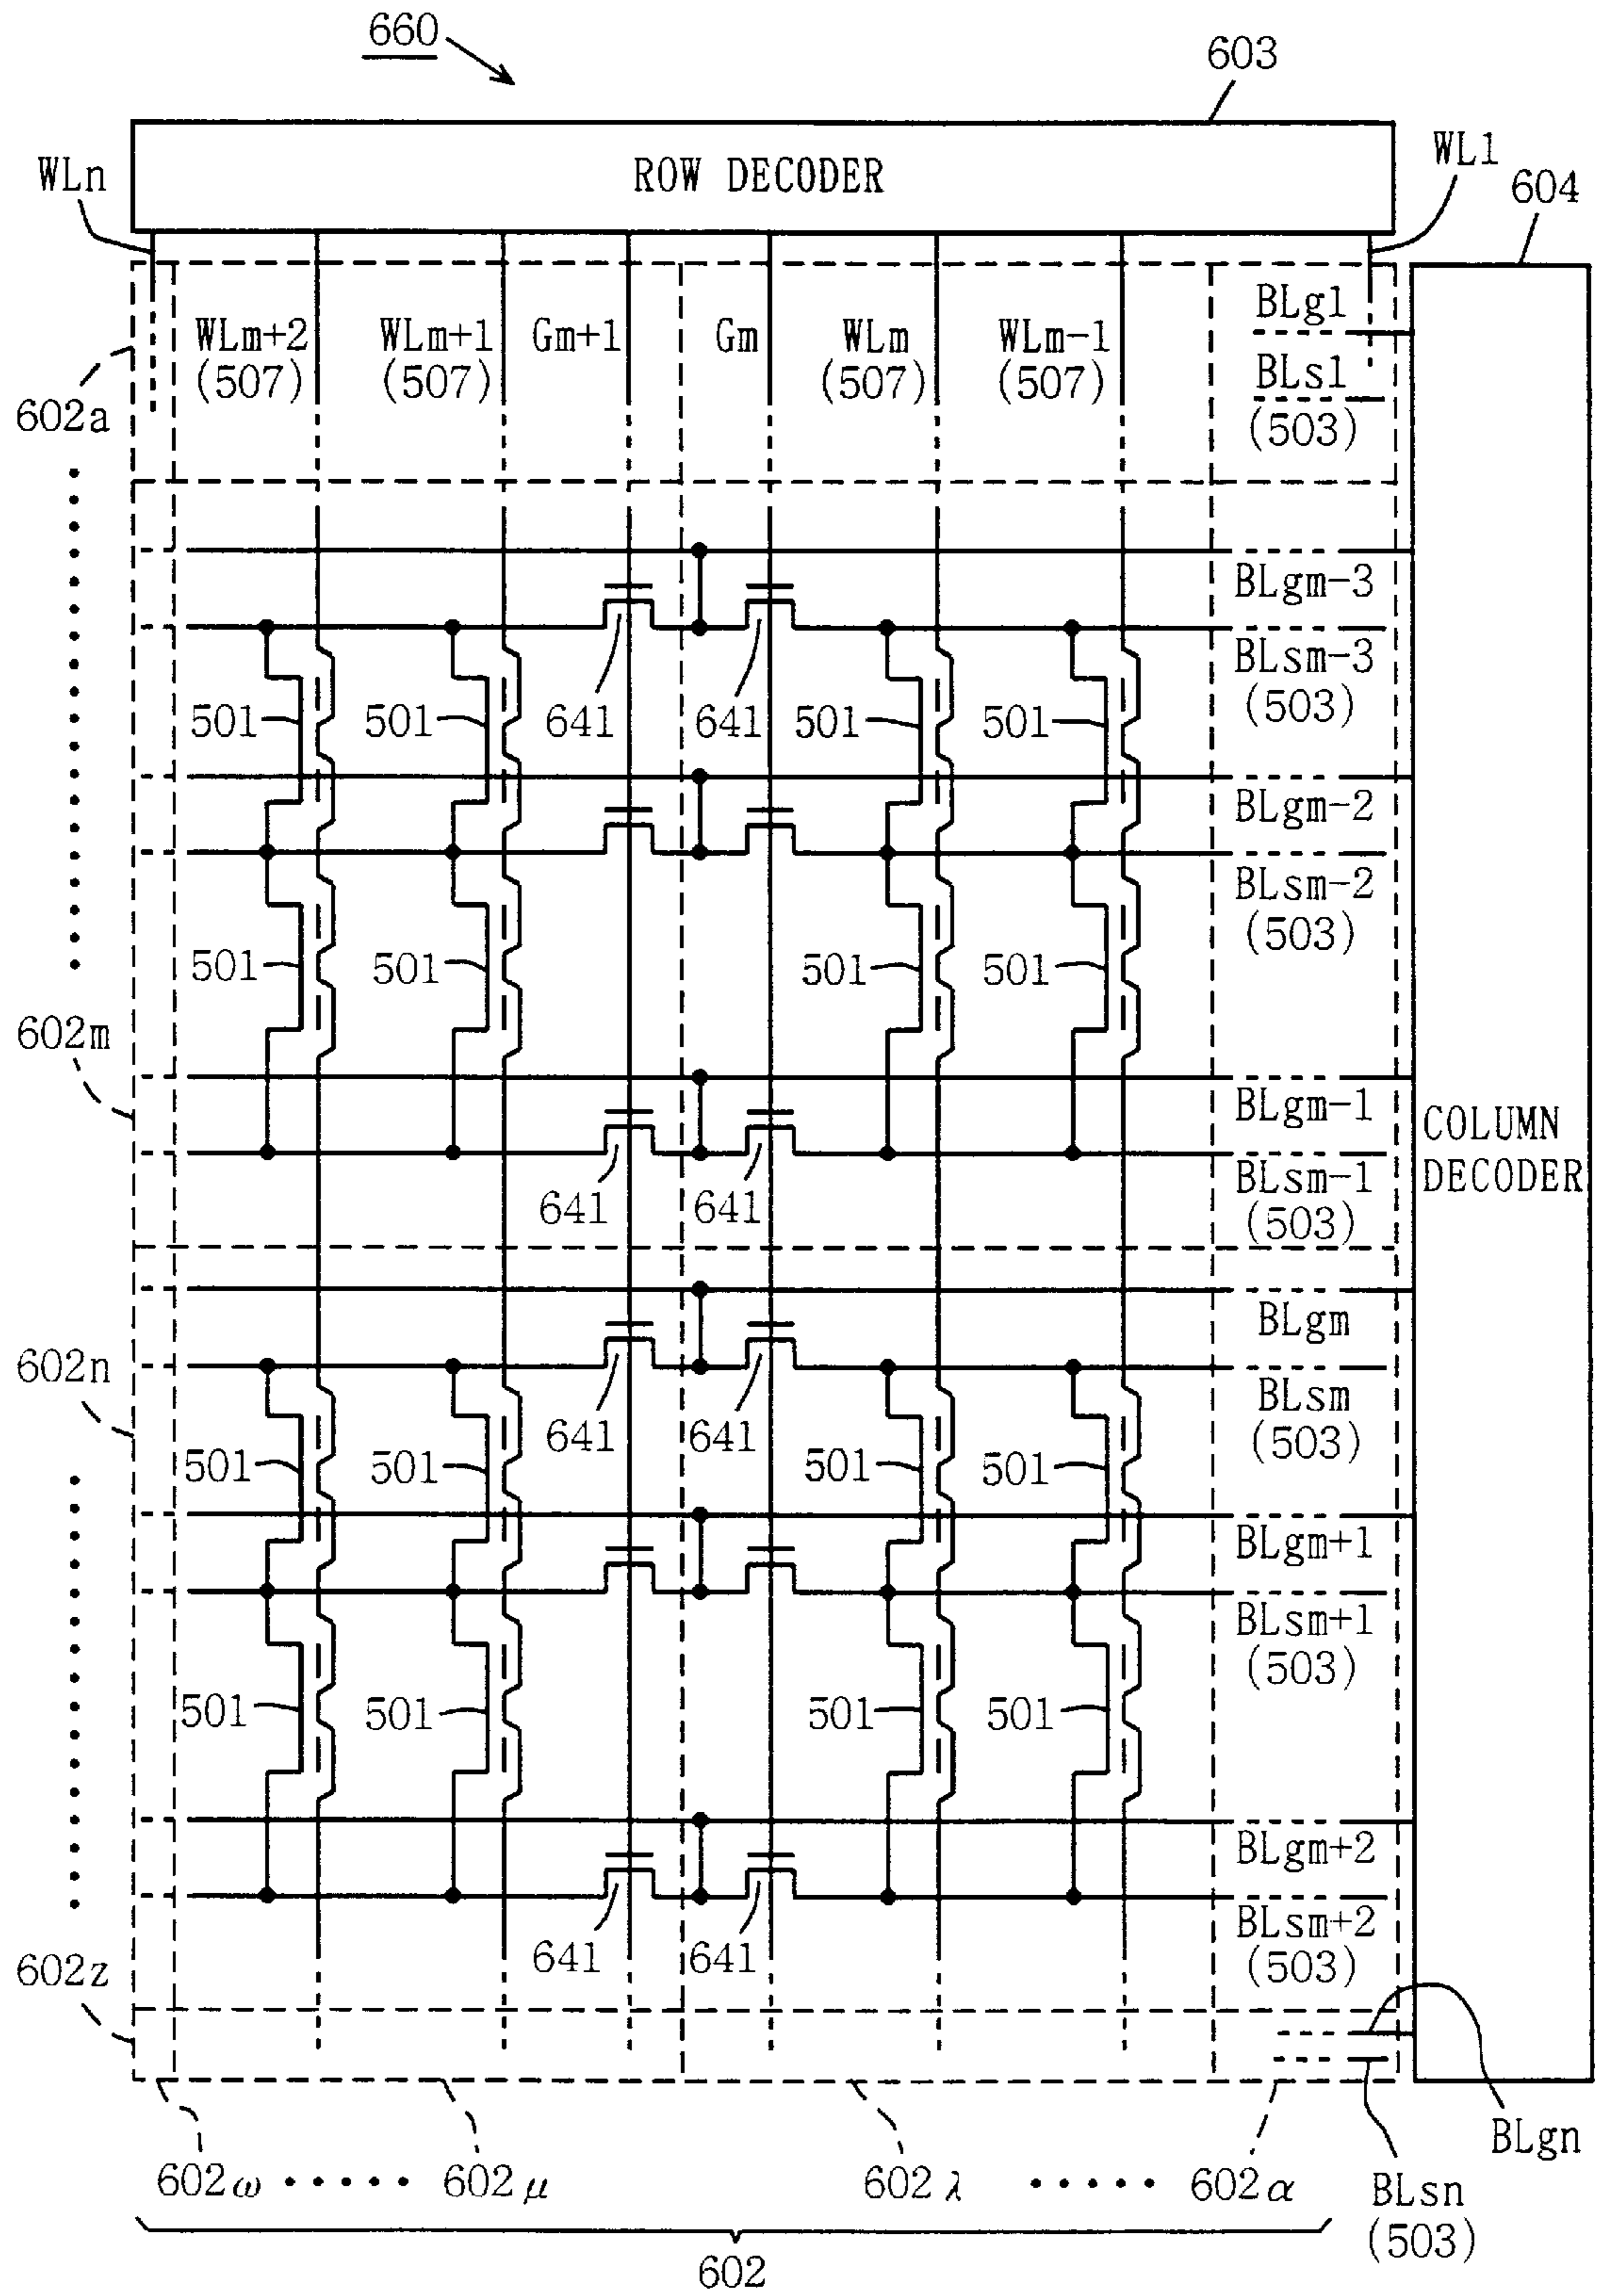 660
603
ROW DECODER
WLn
WL1
604
BLg1
WLm+2
(507)
WLm+1
(507)
Gm+1
Gm
WLm
(507)
WLm-1
(507)
BLs1
(503)
602a
BLgm-3
BLsm-3
(503)
501
501
641
641
501
501
BLgm-2
BLsm-2
(503)
501
501
501
501
602m
BLgm-1
COLUMN
DECODER
BLsm-1
(503)
641
641
BLgm
602n
BLsm
(503)
641
641
501
501
501
501
BLgm+1
BLsm+1
(503)
501
501
501
501
BLgm+2
BLsm+2
(503)
641
641
602z
BLgn
602ω
602μ
602λ
602α
BLsn
(503)
602